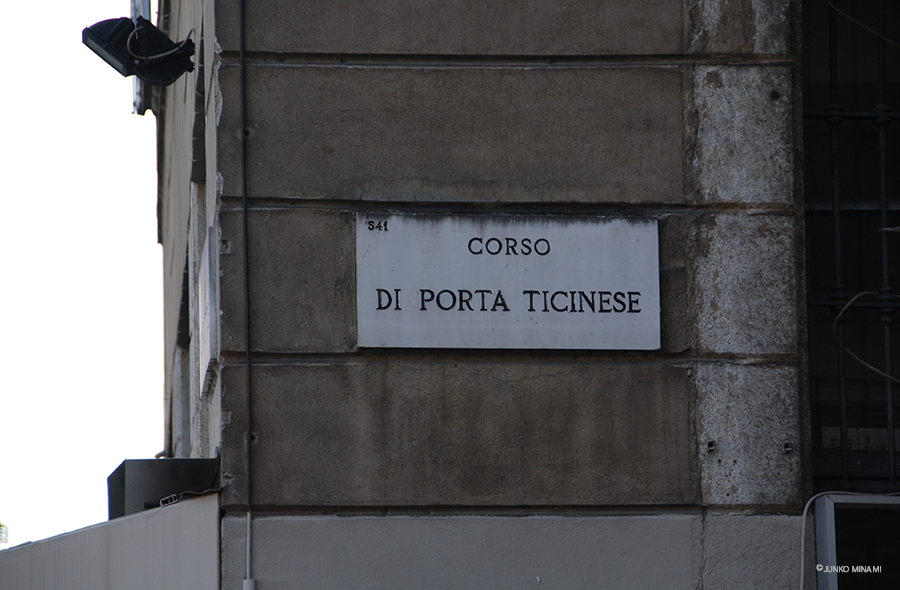 541
CORSO
DI PORTA TICINESE
©JUNKO MINAMI